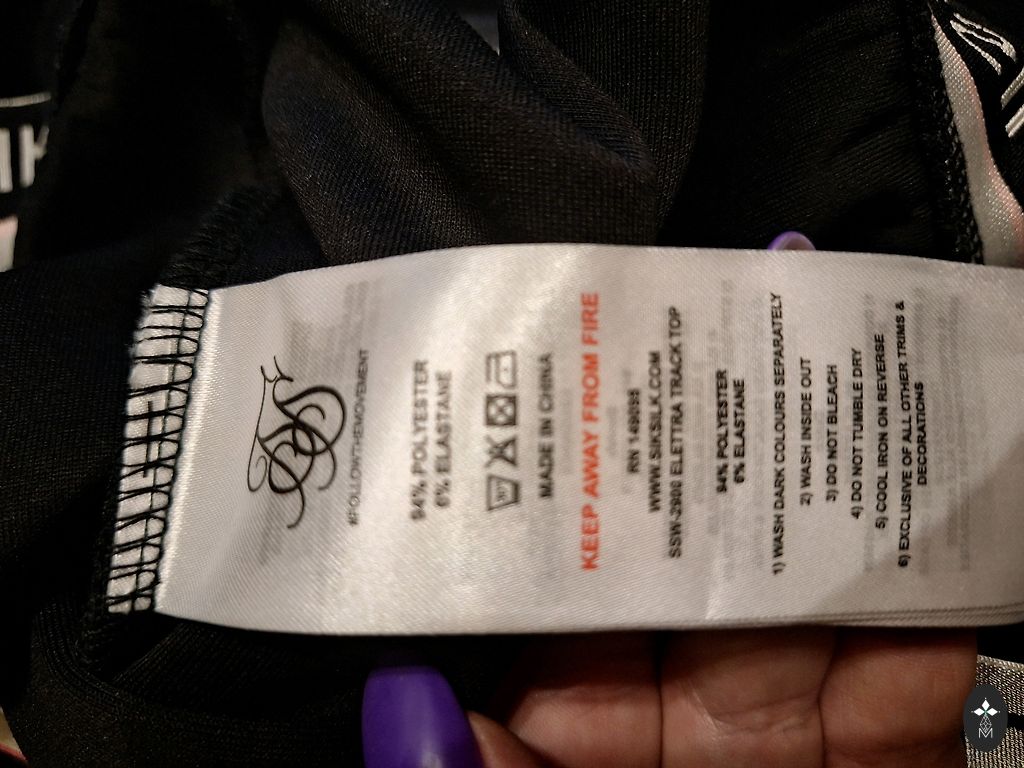 #FOLLOWTHEMOVEMENT
94% POLYESTER
6% ELASTANE
30°
MADE IN CHINA
KEEP AWAY FROM FIRE
WWW.SIKSILK.COM
SSW-2908 ELETTRA TRACK TOP
94% POLYESTER
6% ELASTANE
1) WASH DARK COLOURS SEPARATELY
2) WASH INSIDE OUT
3) DO NOT BLEACH
4) DO NOT TUMBLE DRY
5) COOL IRON ON REVERSE
6) EXCLUSIVE OF ALL OTHER TRIMS &
DECORATIONS